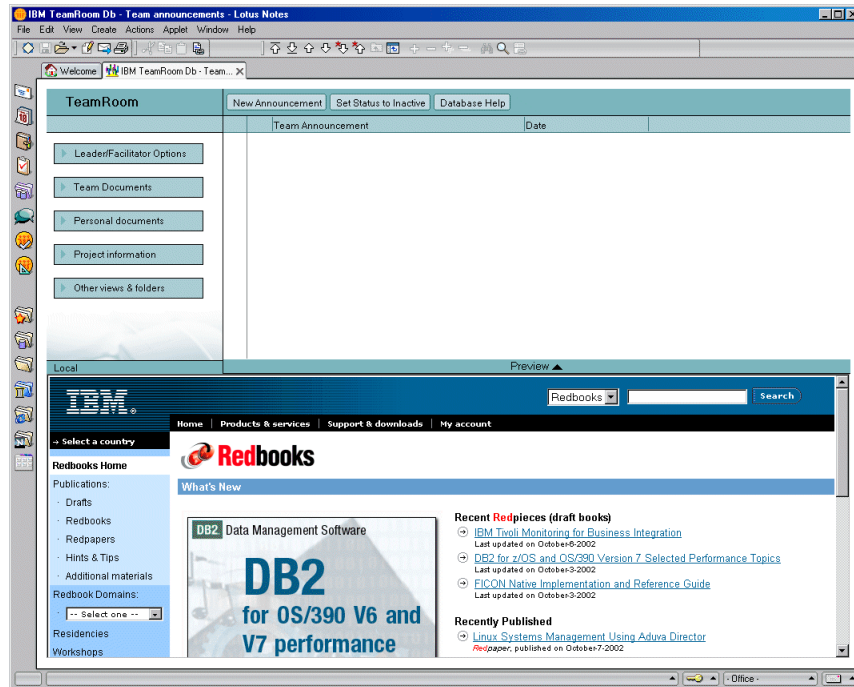 IBM TeamRoom Db - Team announcements - Lotus Notes
File Edit View Create Actions Applet Window Help
Welcome IBM TeamRoom Db - Team...
TeamRoom
New Announcement Set Status to Inactive Database Help
Team Announcement Date
Leader/Facilitator Options
Team Documents
Personal documents
Project information
Other views & folders
Local
Preview
IBM
Redbooks Search
Home | Products & services | Support & downloads | My account
Select a country
Redbooks
Redbooks Home
Publications:
What's New
Drafts
Redbooks
Redpapers
Hints & Tips
Additional materials
Redbook Domains:
-- Select one --
Residencies
Workshops
DB2 Data Management Software
DB2
for OS/390 V6 and
V7 performance
Recent Redpieces (draft books)
IBM Tivoli Monitoring for Business Integration
Last updated on October-6-2002
DB2 for z/OS and OS/390 Version 7 Selected Performance Topics
Last updated on October-3-2002
FICON Native Implementation and Reference Guide
Last updated on October-3-2002
Recently Published
Linux Systems Management Using Aduva Director
Redpaper, published on October-7-2002
Office